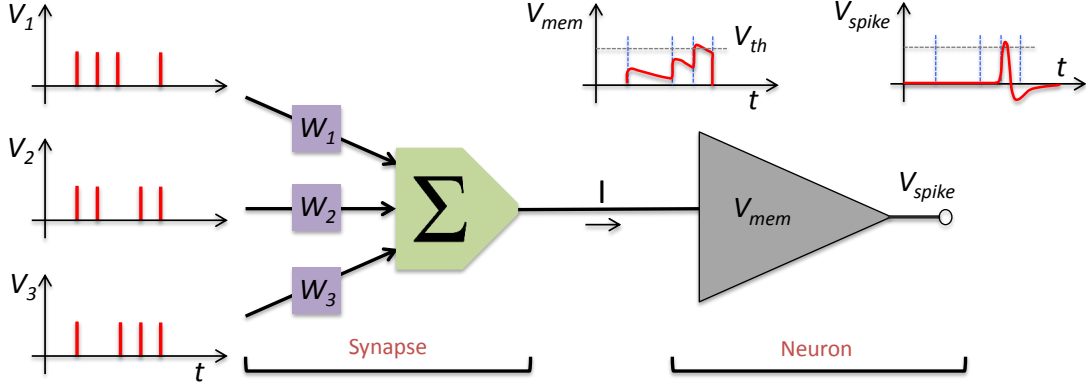 V1
V2
V3
t
W1
W2
W3
Σ
Synapse
I
Vmem
Vth
t
Vspike
t
Vmem
Vspike
Neuron